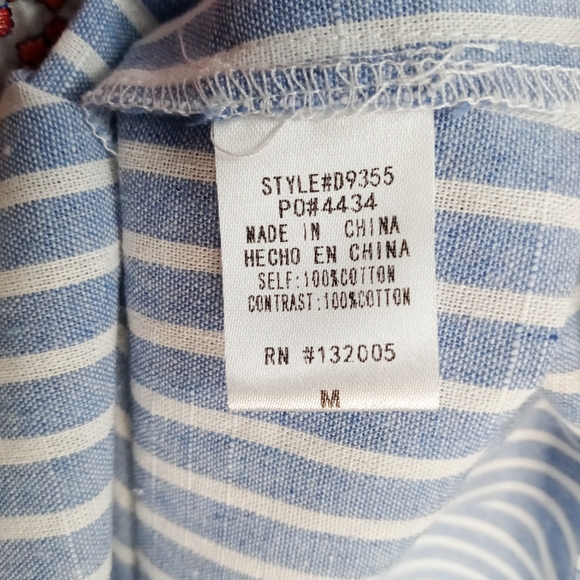 STYLE#D9355
PO#4434
MADE IN CHINA
HECHO EN CHINA
SELF:100%COTTON
CONTRAST:100%COTTON
RN #132005
M